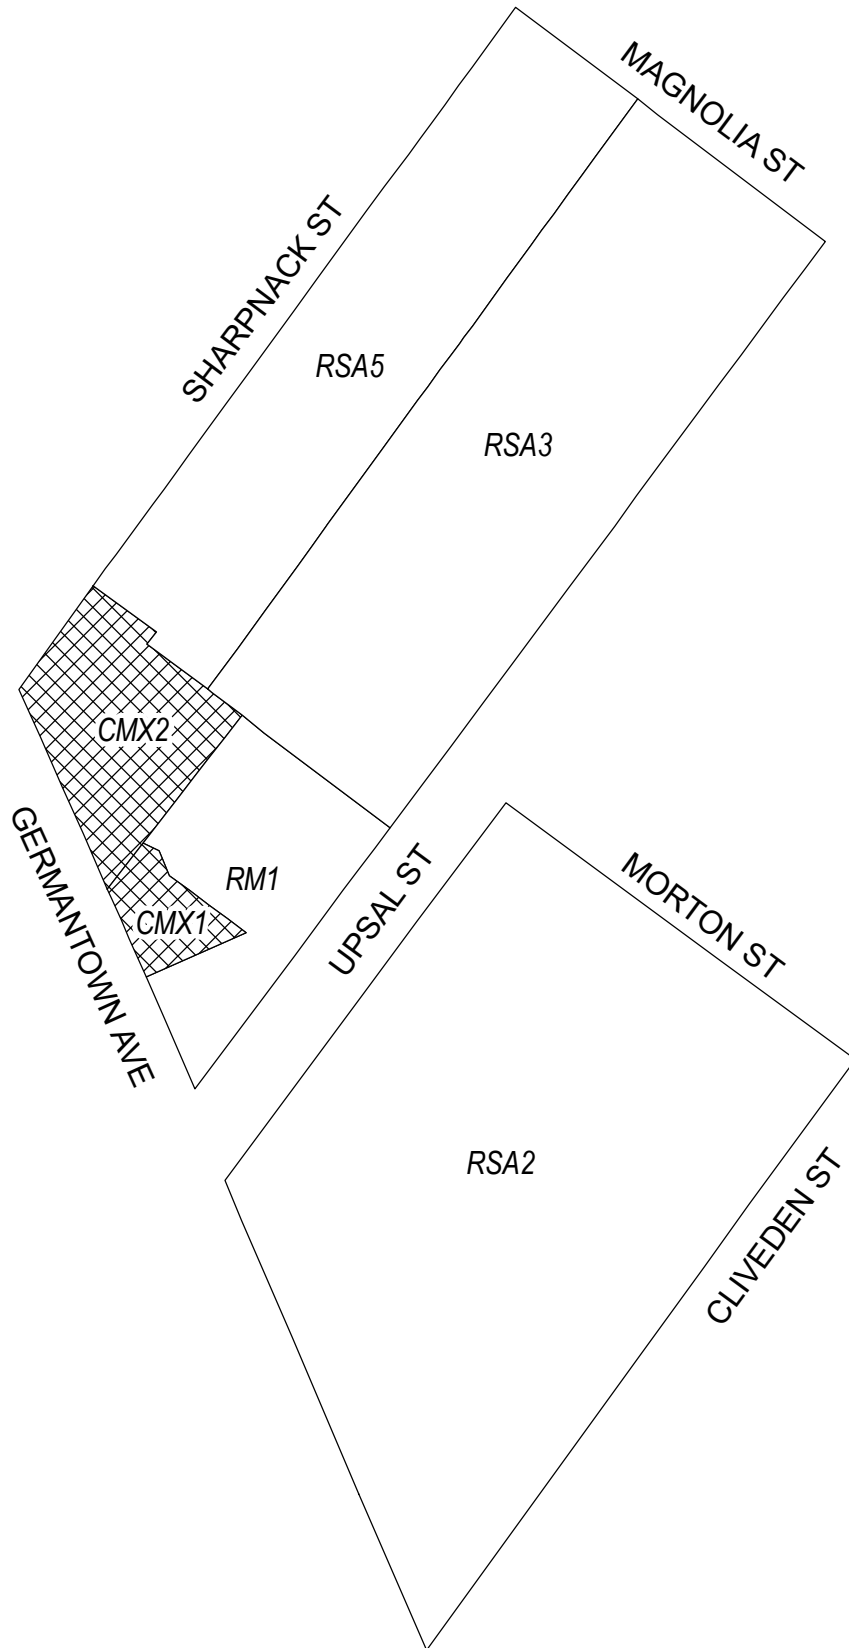 MAGNOLIA ST
SHARPNACK ST
RSA5
RSA3
CMX2
GERMANTOWN AVE
RM1
CMX1
UPSAL ST
MORTON ST
RSA2
CLIVEDEN ST